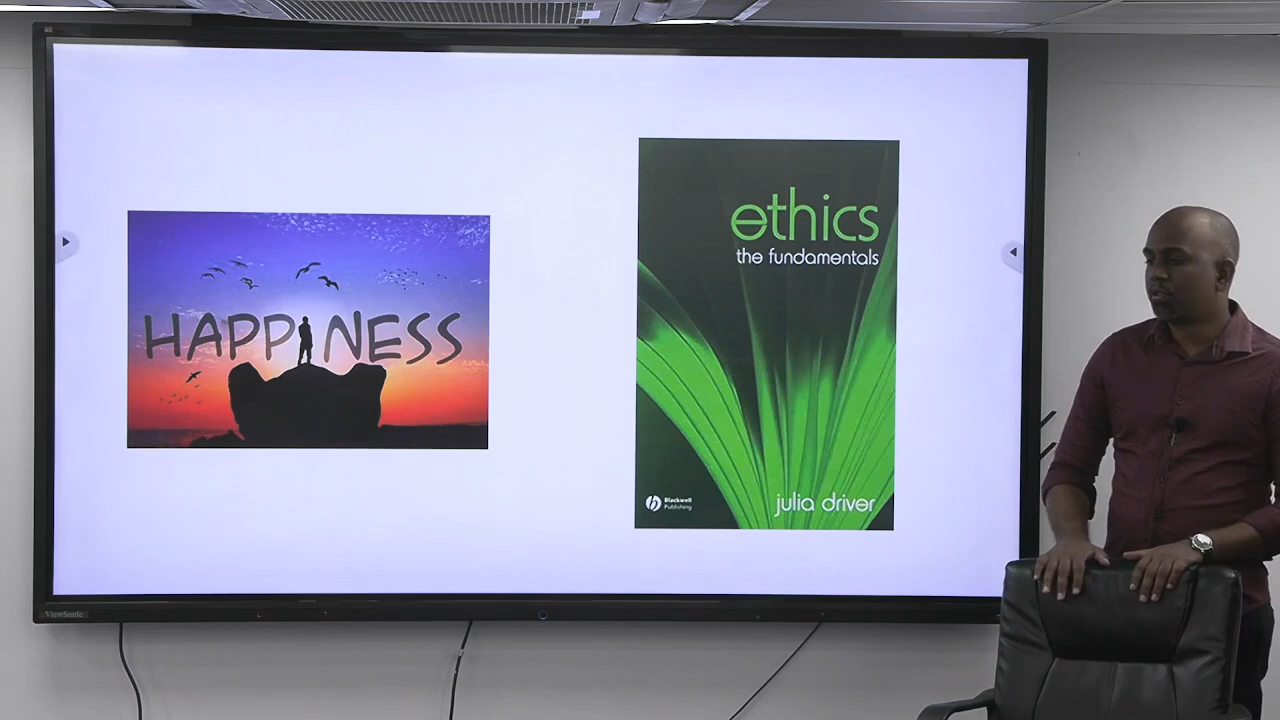 HAPPINESS
ethics
the fundamentals
Blackwell
Publishing
julia driver
ViewSonic